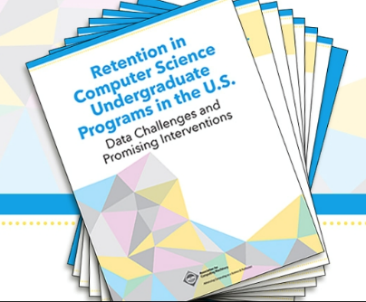 Retention in
Computer Science
Undergraduate
Programs in the U.S.
Data Challenges and
Promising Interventions